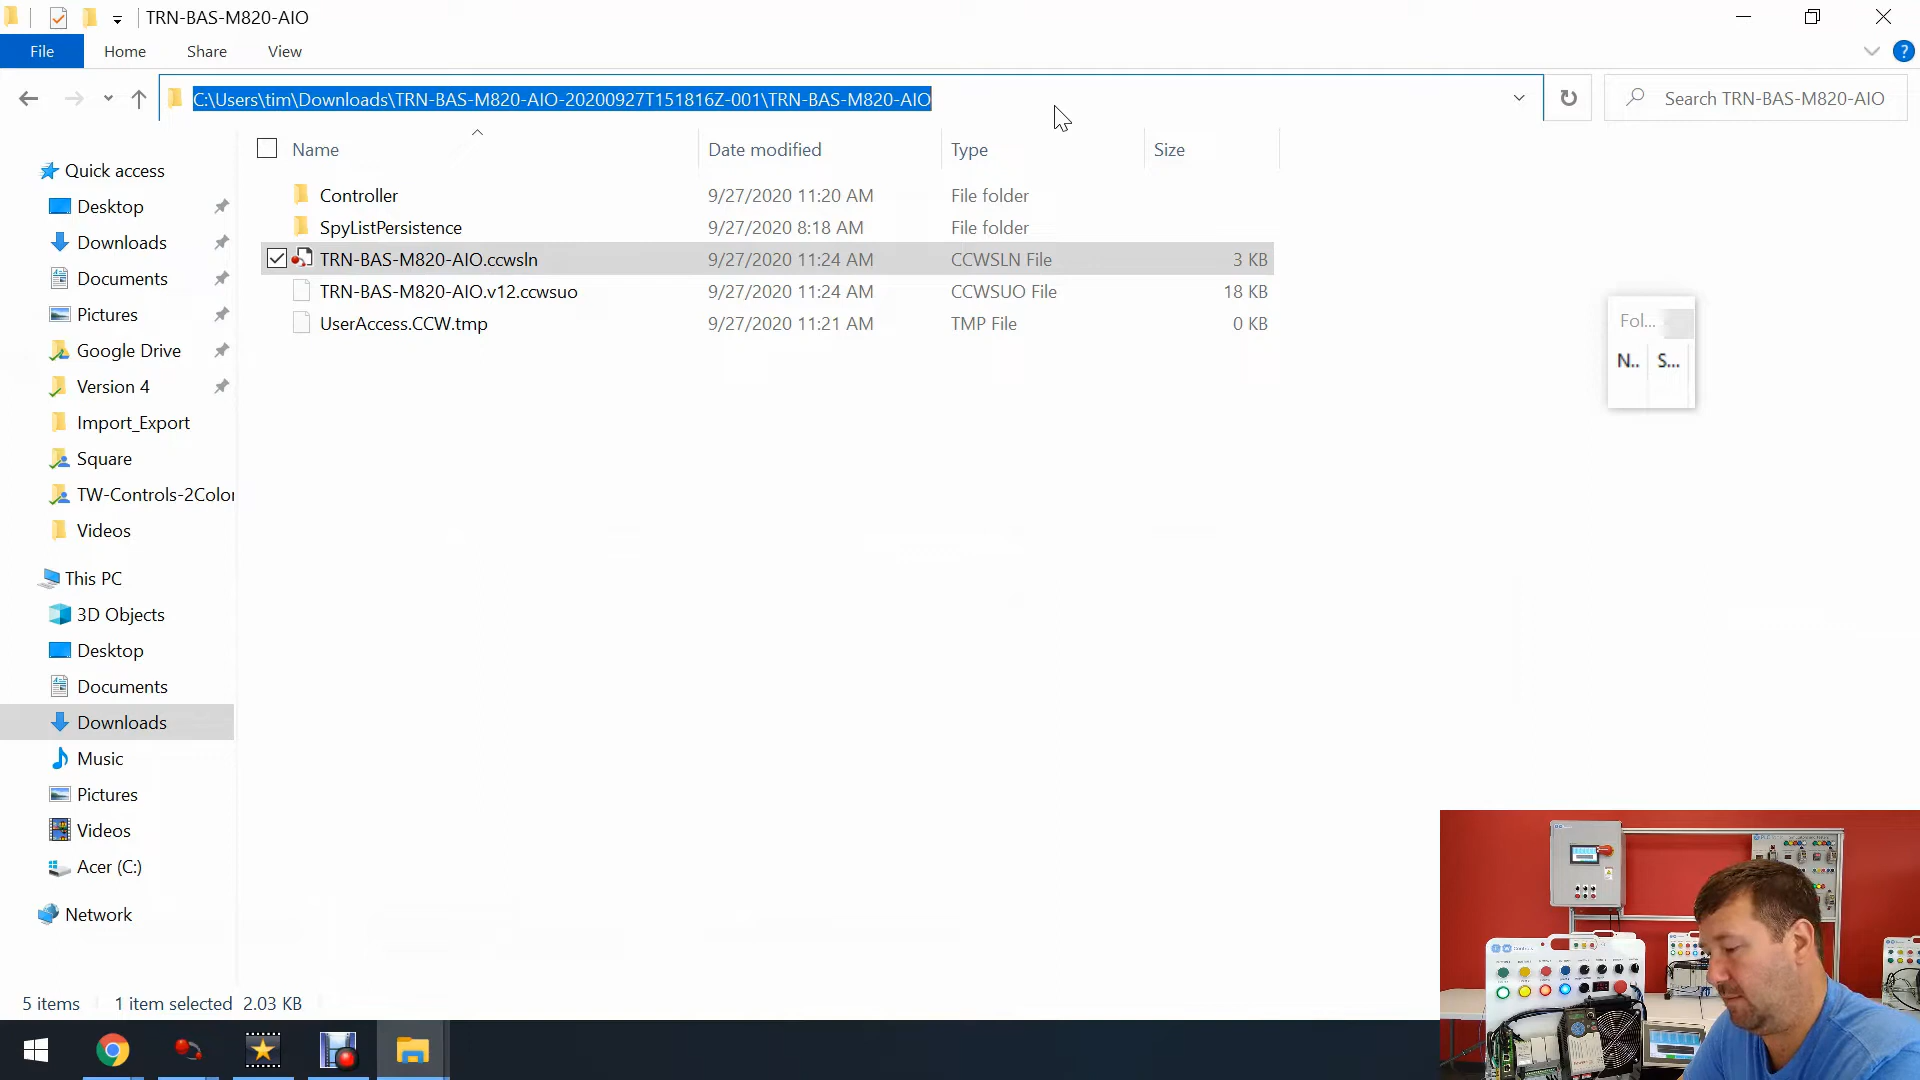 TRN-BAS-M820-AIO
File Home Share View
C:\Users\tim\Downloads\TRN-BAS-M820-AIO-20200927T151816Z-001\TRN-BAS-M820-AIO
Search TRN-BAS-M820-AIO
Name Date modified Type Size
Controller 9/27/2020 11:20 AM File folder
SpyListPersistence 9/27/2020 8:18 AM File folder
TRN-BAS-M820-AIO.ccwsln 9/27/2020 11:24 AM CCWSLN File 3 KB
TRN-BAS-M820-AIO.v12.ccwsuo 9/27/2020 11:24 AM CCWSUO File 18 KB
UserAccess.CCW.tmp 9/27/2020 11:21 AM TMP File 0 KB
Fol...
N.. S...
Quick access
Desktop
Downloads
Documents
Pictures
Google Drive
Version 4
Import_Export
Square
TW-Controls-2Color
Videos
This PC
3D Objects
Desktop
Documents
Downloads
Music
Pictures
Videos
Acer (C:)
Network
5 items 1 item selected 2.03 KB